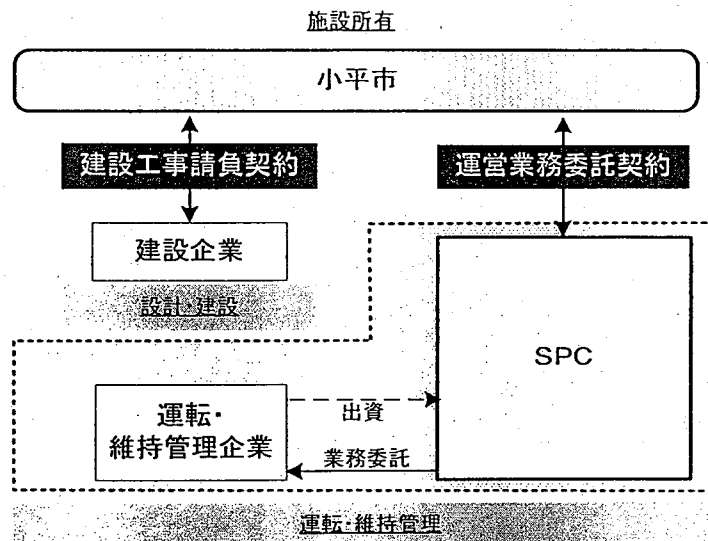 施設所有
小平市
建設工事請負契約
運営業務委託契約
建設企業
設計・建設
SPC
運転・
維持管理企業
出資
業務委託
運転・維持管理